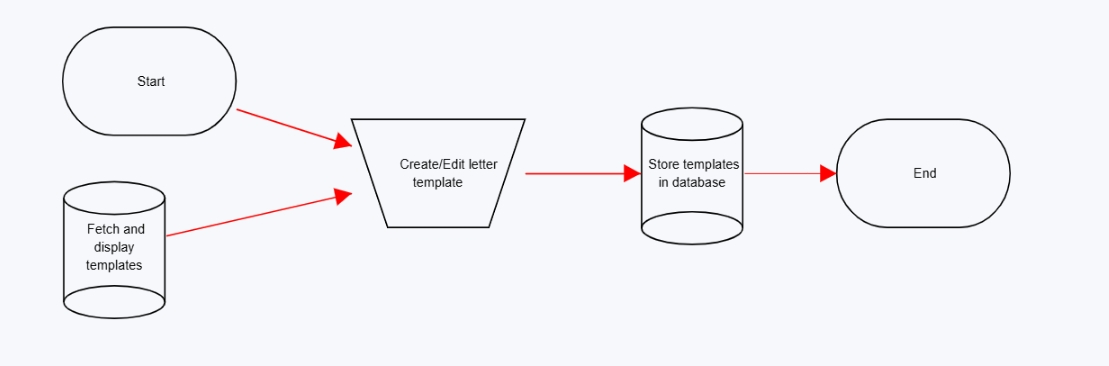 Start
Fetch and
display
templates
Create/Edit letter
template
Store templates
in database
End